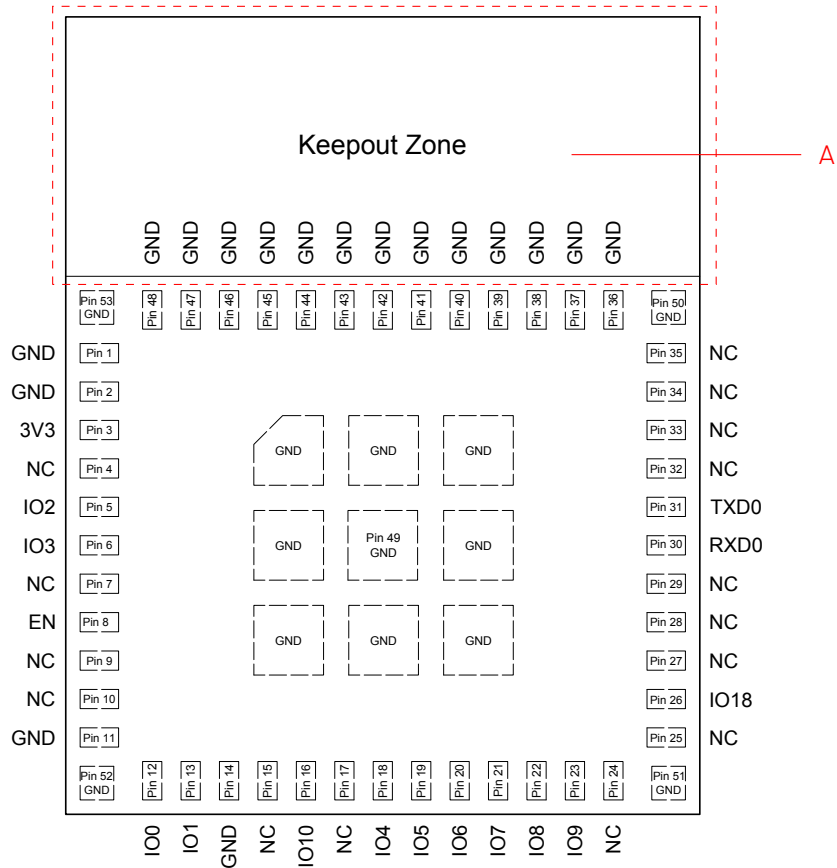 Keepout Zone
A
GND GND GND GND GND GND GND GND GND GND GND GND GND
Pin 53 GND
Pin 48 Pin 47 Pin 46 Pin 45 Pin 44 Pin 43 Pin 42 Pin 41 Pin 40 Pin 39 Pin 38 Pin 37 Pin 36
Pin 50 GND
GND Pin 1 Pin 35 NC
GND Pin 2 Pin 34 NC
3V3 Pin 3 Pin 33 NC
NC Pin 4 Pin 32 NC
IO2 Pin 5 Pin 31 TXD0
IO3 Pin 6 Pin 30 RXD0
NC Pin 7 Pin 29 NC
EN Pin 8 Pin 28 NC
NC Pin 9 Pin 27 NC
NC Pin 10 Pin 26 IO18
GND Pin 11 Pin 25 NC
GND GND GND
GND Pin 49 GND GND
GND GND GND
Pin 52 GND
Pin 12 Pin 13 Pin 14 Pin 15 Pin 16 Pin 17 Pin 18 Pin 19 Pin 20 Pin 21 Pin 22 Pin 23 Pin 24
Pin 51 GND
IO0 IO1 GND NC IO10 NC IO4 IO5 IO6 IO7 IO8 IO9 NC